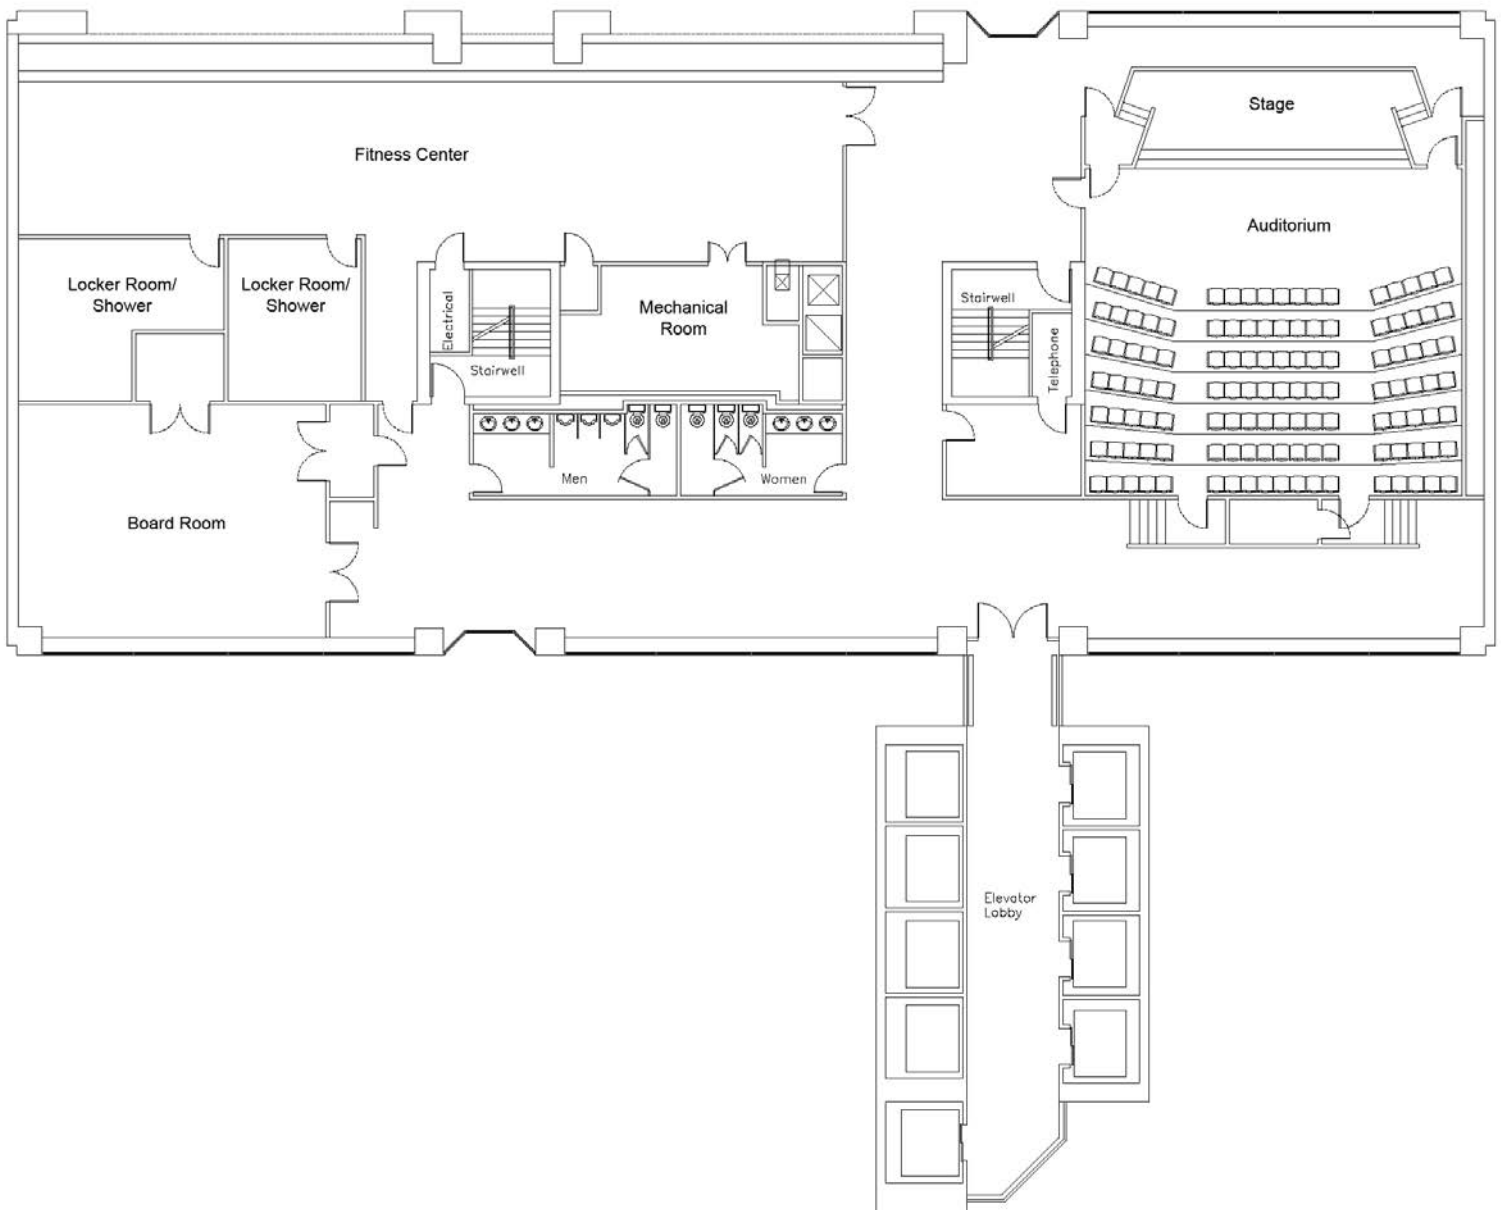 Stage
Fitness Center
Auditorium
Locker Room/
Shower
Locker Room/
Shower
Electrical
Stairwell
Mechanical
Room
Stairwell
Telephone
Men
Women
Board Room
Elevator
Lobby